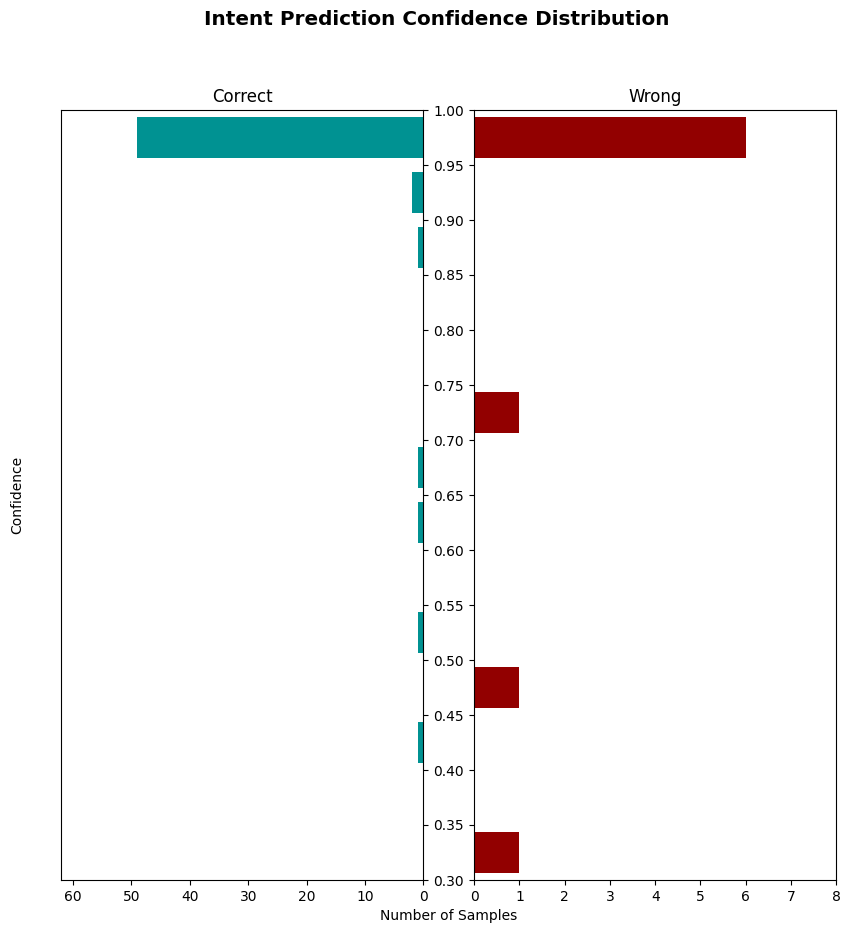 Intent Prediction Confidence Distribution
Correct
Wrong
1.00
0.95
0.90
0.85
0.80
0.75
0.70
0.65
0.60
0.55
0.50
0.45
0.40
0.35
0.30
Confidence
60 50 40 30 20 10 0
0 1 2 3 4 5 6 7 8
Number of Samples